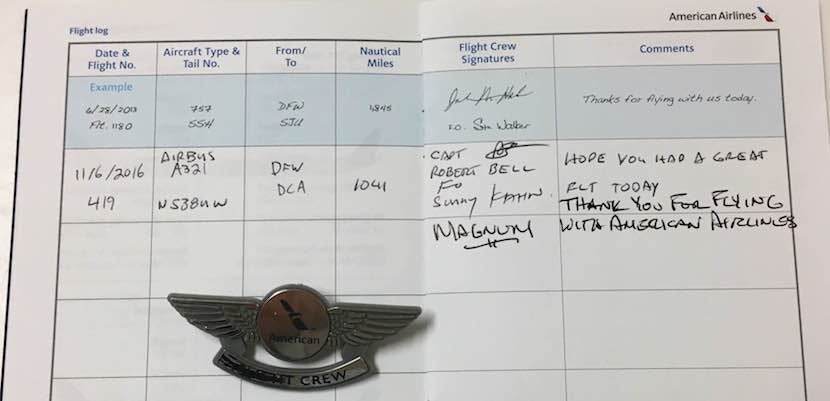 American Airlines
Flight log
Date & Flight No.
Aircraft Type & Tail No.
From/ To
Nautical Miles
Flight Crew Signatures
Comments
Example
6/28/2013 757 DFW 1,845
Flt. 1180 SSH SJU F.O. Stu Walker
Thanks for flying with us today.
11/6/2016 AIRBUS A321 DFW CAPT
ROBERT BELL HOPE YOU HAD A GREAT
419 N538UW DCA 1041 FO
Sunny KAHN FLT TODAY
MAGNUM THANK YOU FOR FLYING
WITH AMERICAN AIRLINES
American
CREW